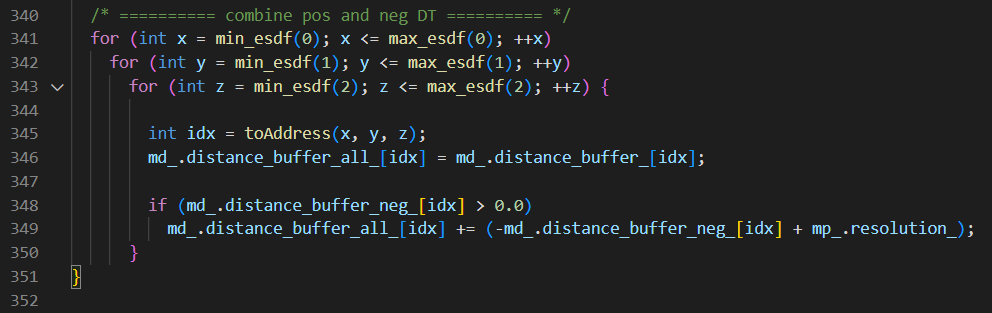 340 /* ========== combine pos and neg DT ========== */
341 for (int x = min_esdf(0); x <= max_esdf(0); ++x)
342 for (int y = min_esdf(1); y <= max_esdf(1); ++y)
343 for (int z = min_esdf(2); z <= max_esdf(2); ++z) {
344
345 int idx = toAddress(x, y, z);
346 md_.distance_buffer_all_[idx] = md_.distance_buffer_[idx];
347
348 if (md_.distance_buffer_neg_[idx] > 0.0)
349 md_.distance_buffer_all_[idx] += (-md_.distance_buffer_neg_[idx] + mp_.resolution_);
350 }
351 }
352